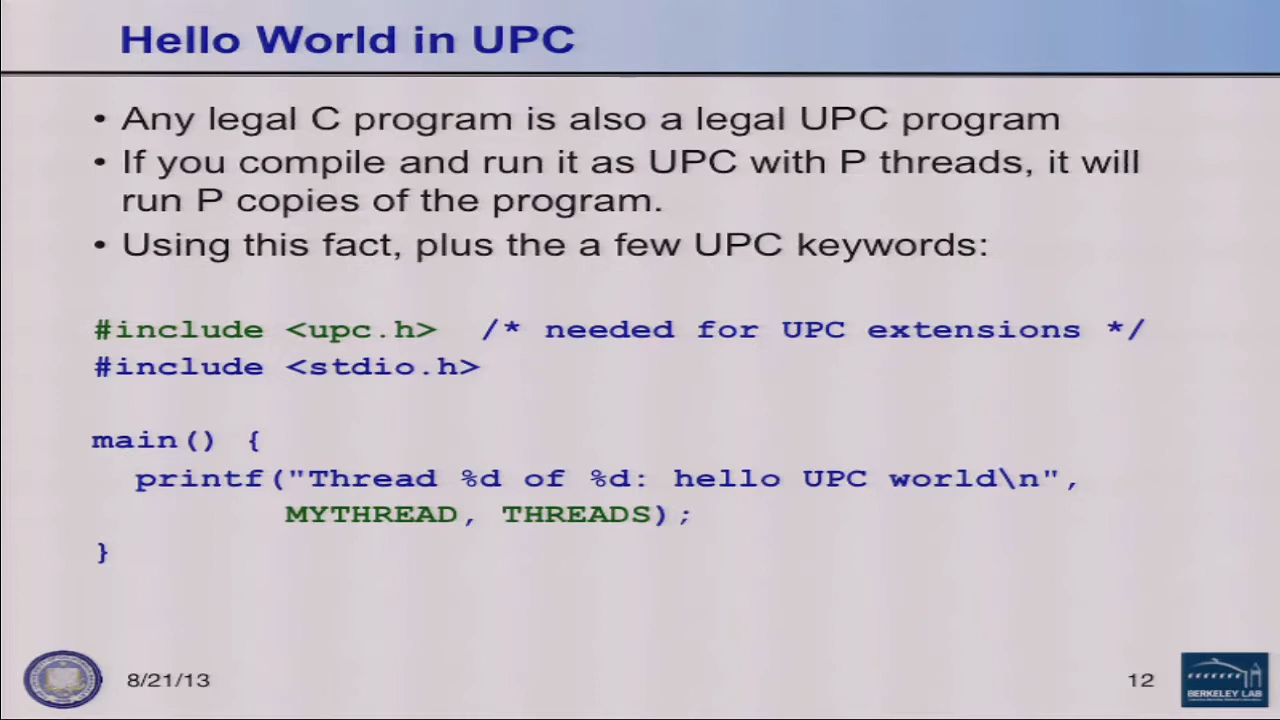 Hello World in UPC
• Any legal C program is also a legal UPC program
• If you compile and run it as UPC with P threads, it will
run P copies of the program.
• Using this fact, plus the a few UPC keywords:
#include <upc.h>  /* needed for UPC extensions */
#include <stdio.h>
main() {
  printf("Thread %d of %d: hello UPC world\n",
         MYTHREAD, THREADS);
}
8/21/13
12
BERKELEY LAB